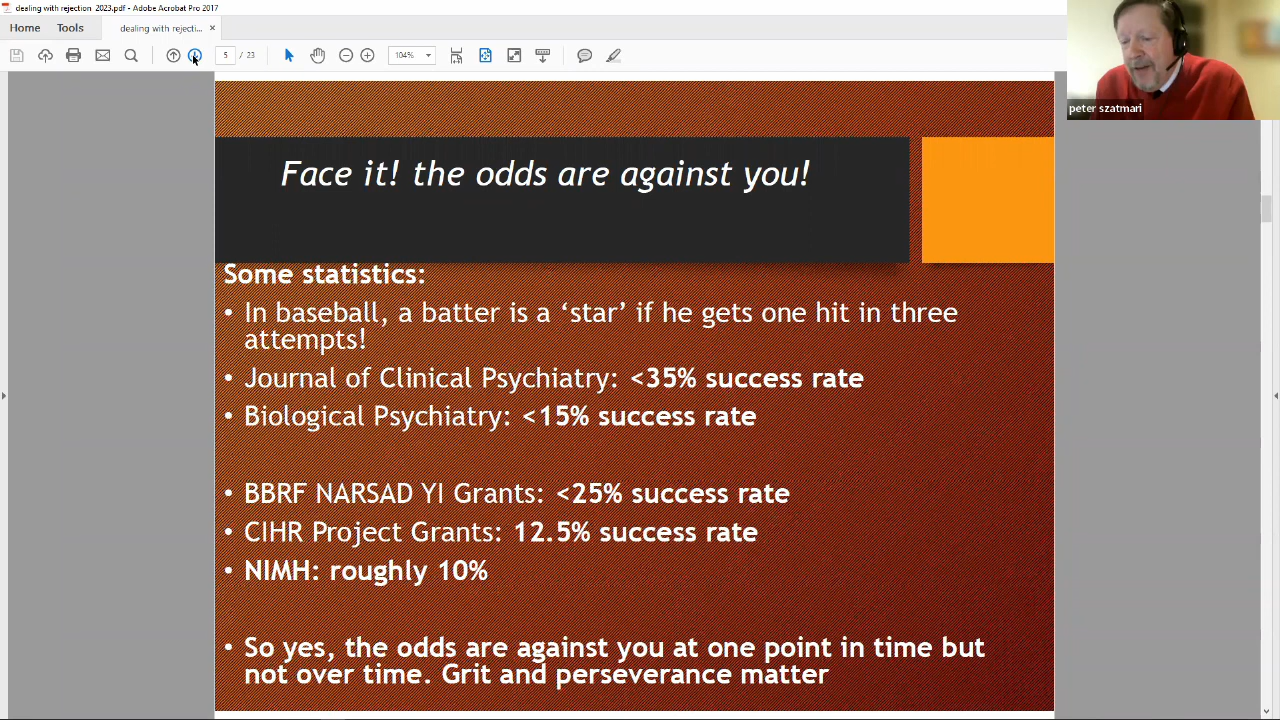 dealing with rejection 2023.pdf - Adobe Acrobat Pro 2017
Home Tools dealing with rejecti... ×
5 / 23 104%
peter szatmari
Face it! the odds are against you!
Some statistics:
• In baseball, a batter is a ‘star’ if he gets one hit in three
attempts!
• Journal of Clinical Psychiatry: <35% success rate
• Biological Psychiatry: <15% success rate
• BBRF NARSAD YI Grants: <25% success rate
• CIHR Project Grants: 12.5% success rate
• NIMH: roughly 10%
• So yes, the odds are against you at one point in time but
not over time. Grit and perseverance matter